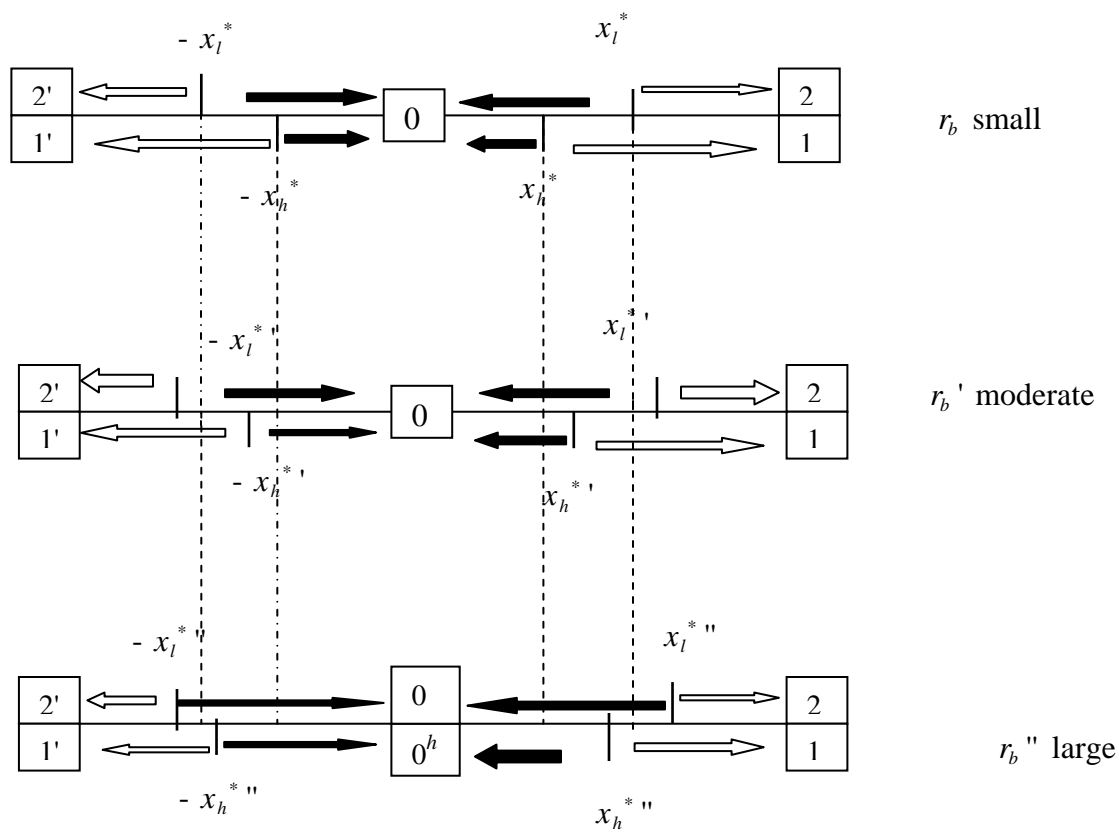 - x_l^* x_l^*
2' 0 2
1' 1 r_b small
- x_h^* x_h^*
- x_l^*' x_l^*'
2' 0 2
1' 1 r_b' moderate
- x_h^*' x_h^*'
- x_l^*" x_l^*"
2' 0 2
1' 0^h 1 r_b" large
- x_h^*" x_h^*"